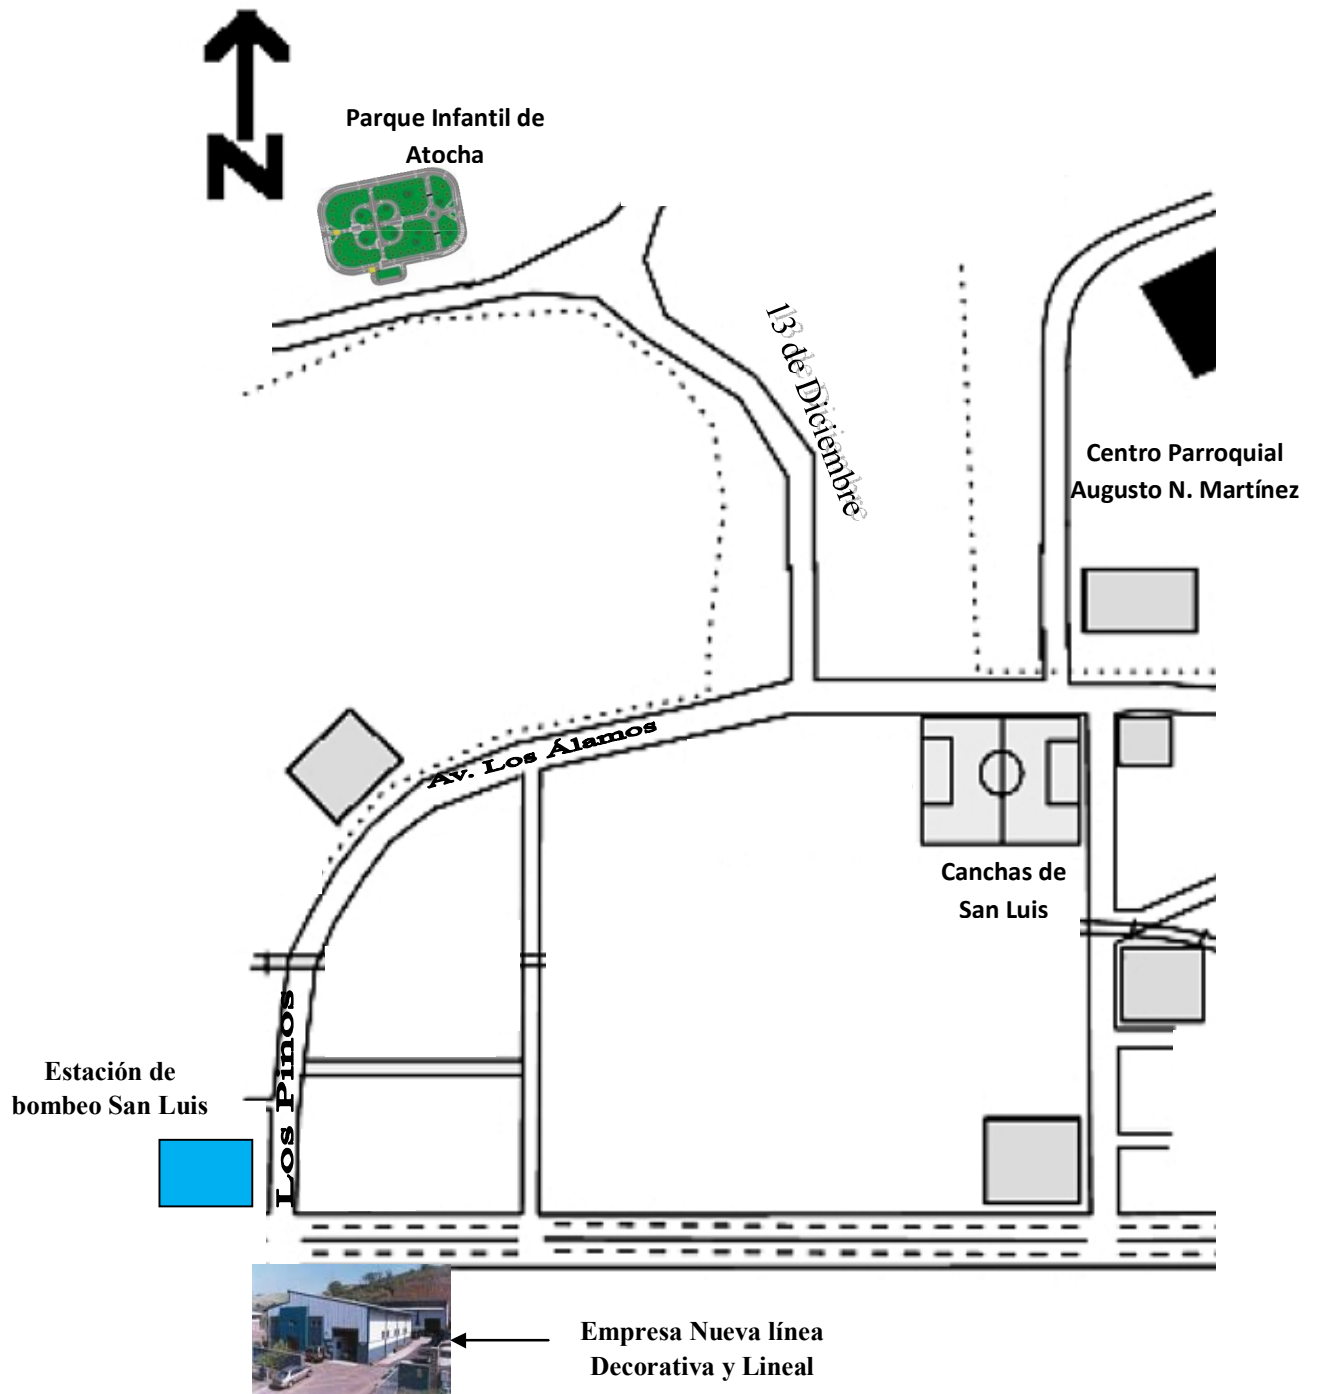 N
Parque Infantil de
Atocha
13 de Diciembre
Centro Parroquial
Augusto N. Martínez
Av. Los Álamos
Canchas de
San Luis
Los Pinos
Estación de
bombeo San Luis
Empresa Nueva línea
Decorativa y Lineal